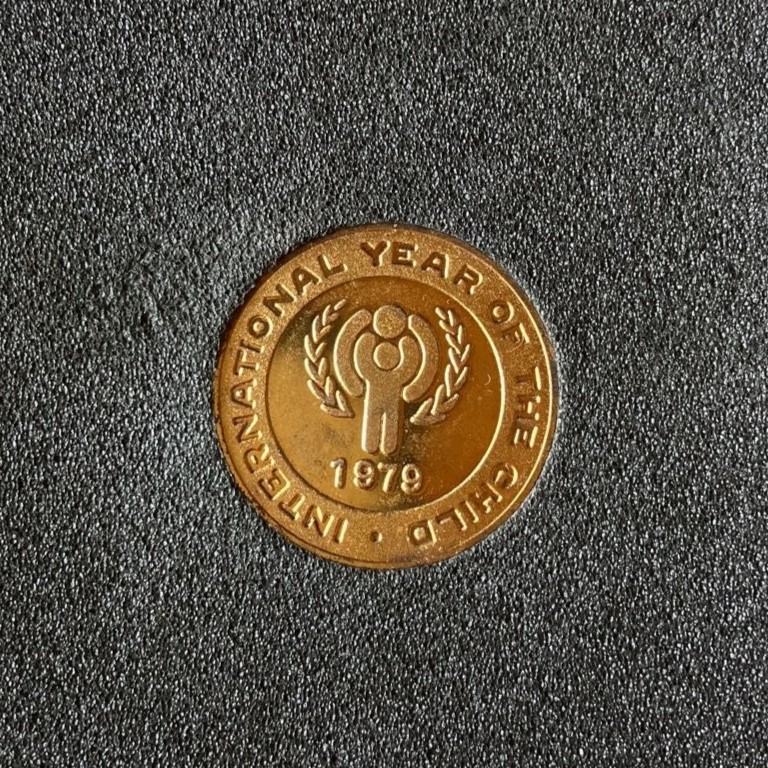 INTERNATIONAL YEAR OF THE CHILD •
1979